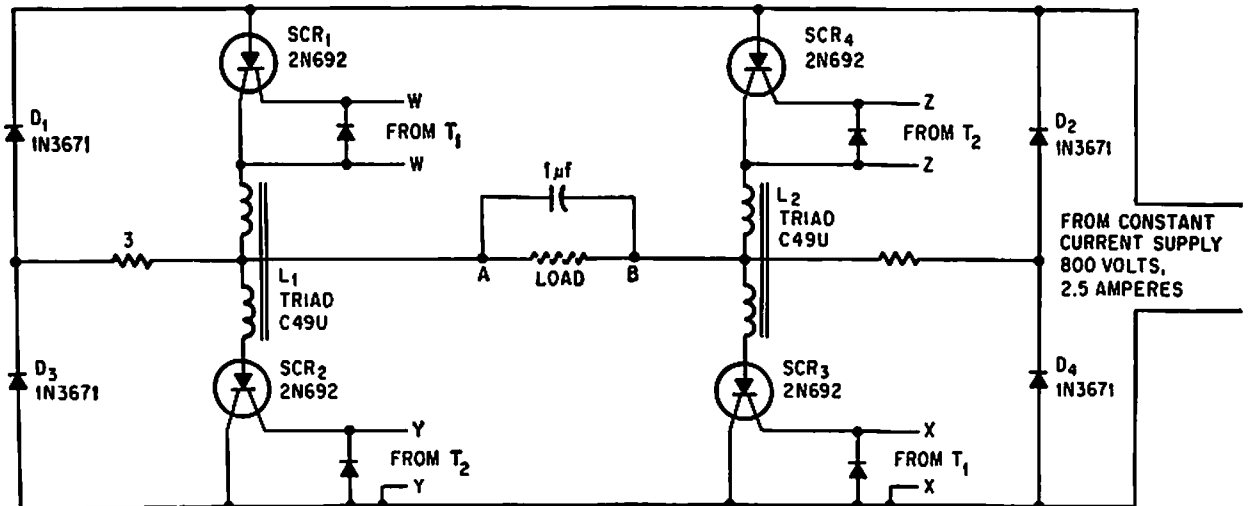 SCR1
2N692
W
FROM T1
W
D1
1N3671
3
L1
TRIAD
C49U
D3
1N3671
SCR2
2N692
Y
FROM T2
Y
1μf
A
LOAD
B
SCR4
2N692
Z
FROM T2
Z
L2
TRIAD
C49U
D2
1N3671
FROM CONSTANT
CURRENT SUPPLY
800 VOLTS,
2.5 AMPERES
SCR3
2N692
D4
1N3671
X
FROM T1
X